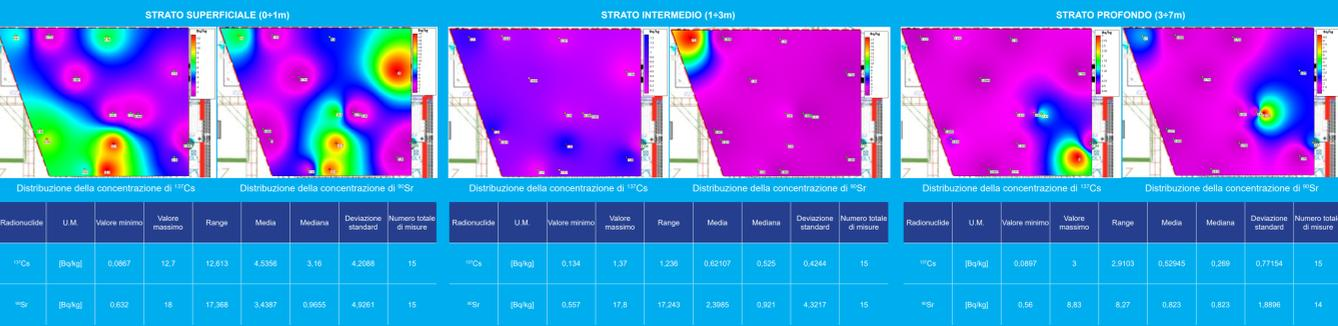 STRATO SUPERFICIALE (0÷1m)
Distribuzione della concentrazione di ¹³⁷Cs
Distribuzione della concentrazione di ⁹⁰Sr
Radionuclide U.M. Valore minimo Valore massimo Range Media Mediana Deviazione standard Numero totale di misure
¹³⁷Cs [Bq/kg] 0,0867 12,7 12,613 4,5356 3,16 4,2088 15
⁹⁰Sr [Bq/kg] 0,632 18 17,368 3,4387 0,9655 4,9261 15
STRATO INTERMEDIO (1÷3m)
Distribuzione della concentrazione di ¹³⁷Cs
Distribuzione della concentrazione di ⁹⁰Sr
Radionuclide U.M. Valore minimo Valore massimo Range Media Mediana Deviazione standard Numero totale di misure
¹³⁷Cs [Bq/kg] 0,134 1,37 1,236 0,62107 0,525 0,4244 15
⁹⁰Sr [Bq/kg] 0,557 17,8 17,243 2,3985 0,921 4,3217 15
STRATO PROFONDO (3÷7m)
Distribuzione della concentrazione di ¹³⁷Cs
Distribuzione della concentrazione di ⁹⁰Sr
Radionuclide U.M. Valore minimo Valore massimo Range Media Mediana Deviazione standard Numero totale di misure
¹³⁷Cs [Bq/kg] 0,0897 3 2,9103 0,52945 0,269 0,77154 15
⁹⁰Sr [Bq/kg] 0,56 8,83 8,27 0,823 0,823 1,8896 14